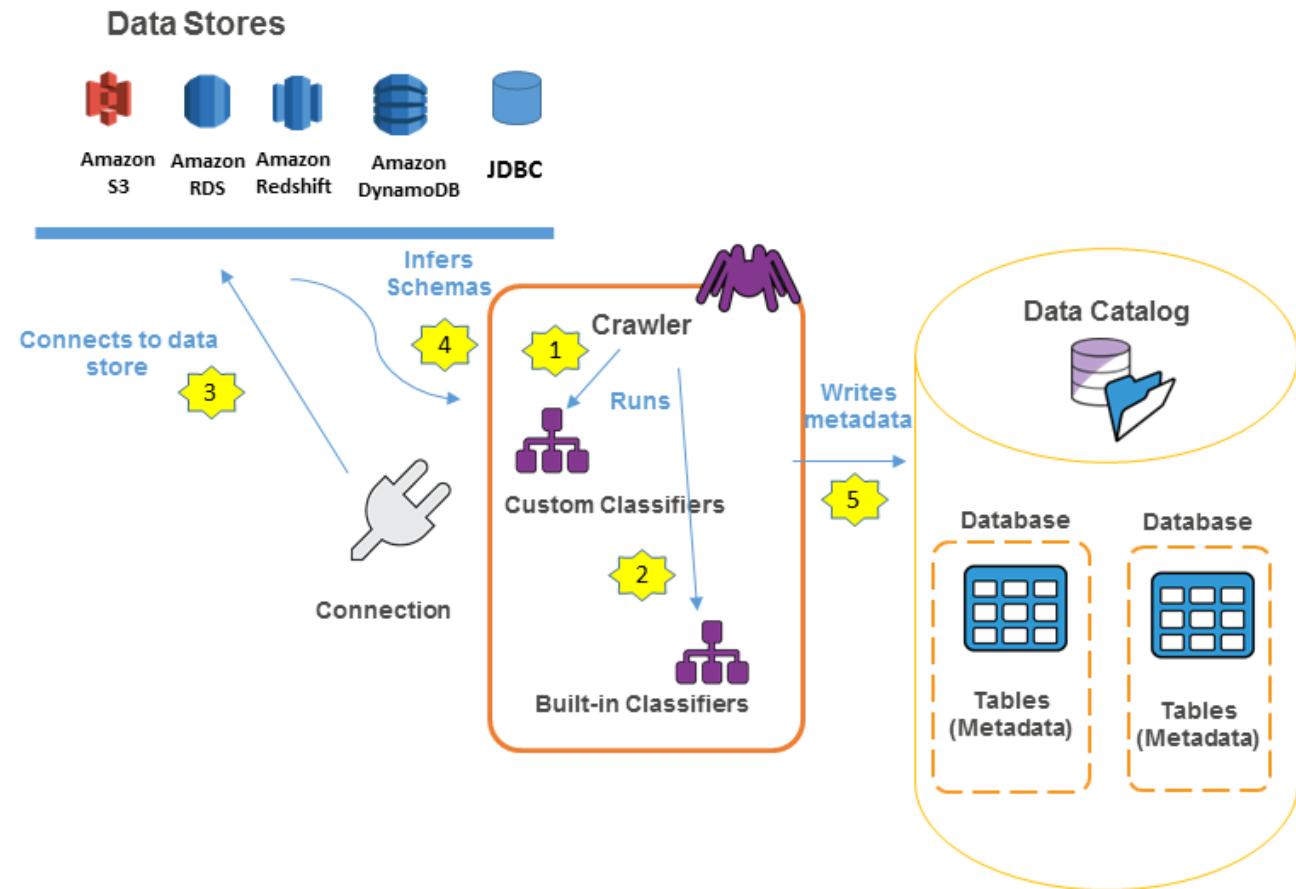 Data Stores
Amazon
S3
Amazon
RDS
Amazon
Redshift
Amazon
DynamoDB
JDBC
Infers
Schemas
4
Connects to data
store
3
Connection
Crawler
1
Runs
Custom Classifiers
2
Built-in Classifiers
Writes
metadata
5
Data Catalog
Database
Tables
(Metadata)
Database
Tables
(Metadata)